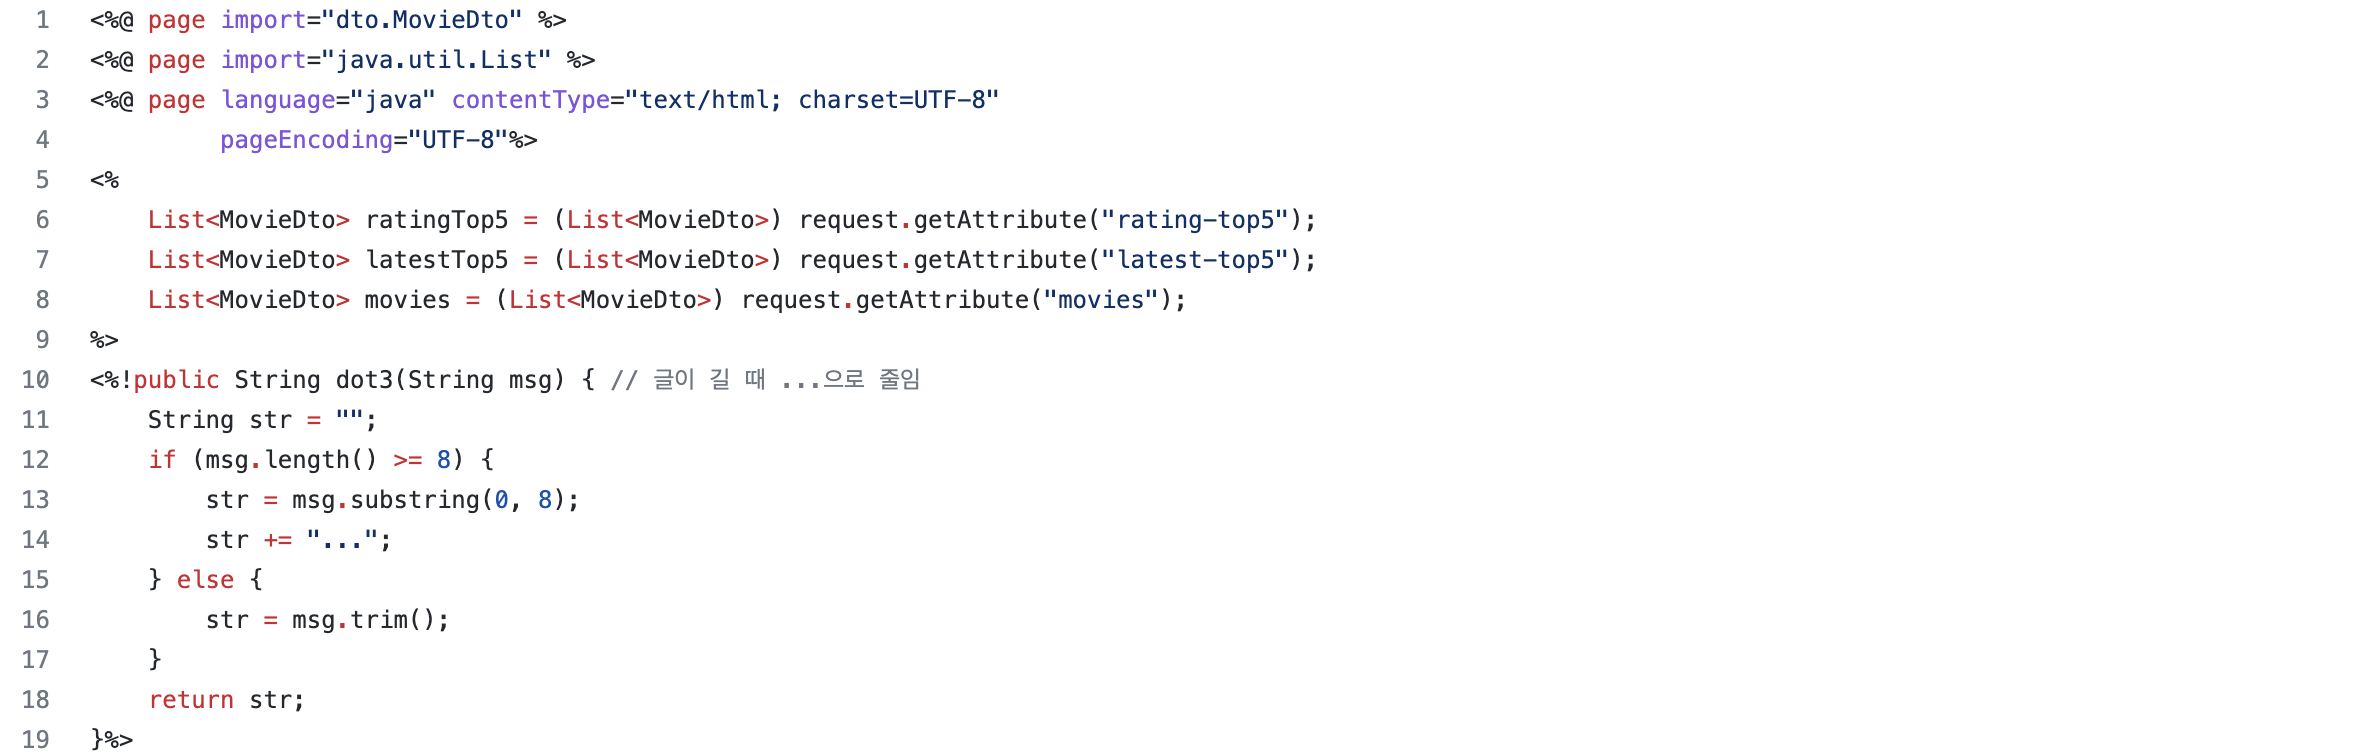 1 <%@ page import="dto.MovieDto" %>
2 <%@ page import="java.util.List" %>
3 <%@ page language="java" contentType="text/html; charset=UTF-8"
4          pageEncoding="UTF-8"%>
5 <%
6     List<MovieDto> ratingTop5 = (List<MovieDto>) request.getAttribute("rating-top5");
7     List<MovieDto> latestTop5 = (List<MovieDto>) request.getAttribute("latest-top5");
8     List<MovieDto> movies = (List<MovieDto>) request.getAttribute("movies");
9 %>
10 <%!public String dot3(String msg) { // 글이 길 때 ...으로 줄임
11     String str = "";
12     if (msg.length() >= 8) {
13         str = msg.substring(0, 8);
14         str += "...";
15     } else {
16         str = msg.trim();
17     }
18     return str;
19 }%>